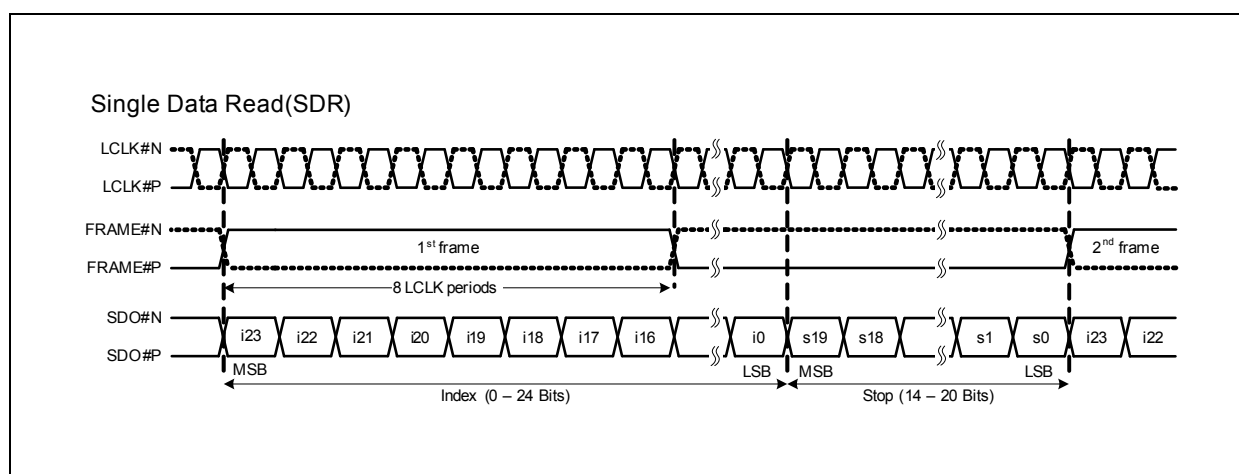 Single Data Read(SDR)
LCLK#N
LCLK#P
FRAME#N
1st frame
2nd frame
FRAME#P
8 LCLK periods
SDO#N
i23 i22 i21 i20 i19 i18 i17 i16 i0 s19 s18 s1 s0 i23 i22
SDO#P
MSB LSB MSB LSB
Index (0 – 24 Bits) Stop (14 – 20 Bits)